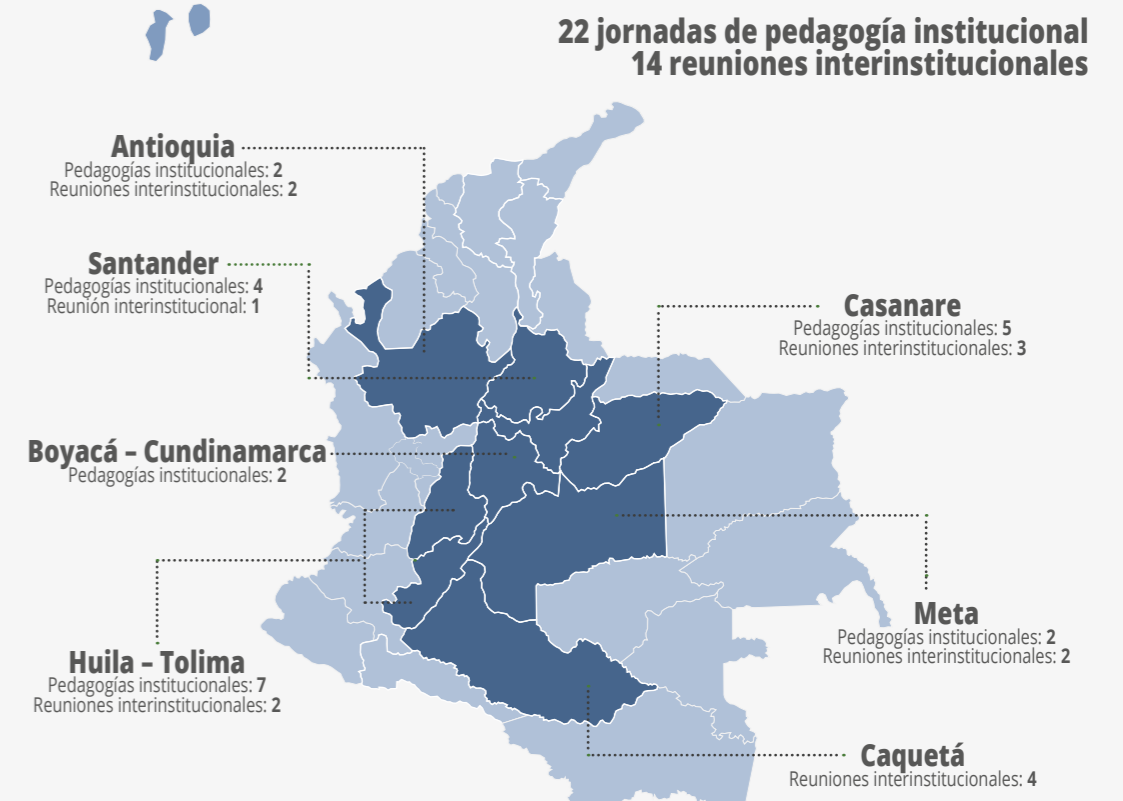 22 jornadas de pedagogía institucional
14 reuniones interinstitucionales
Antioquia
Pedagogías institucionales: 2
Reuniones interinstitucionales: 2
Santander
Pedagogías institucionales: 4
Reunión interinstitucional: 1
Casanare
Pedagogías institucionales: 5
Reuniones interinstitucionales: 3
Boyacá – Cundinamarca
Pedagogías institucionales: 2
Meta
Pedagogías institucionales: 2
Reuniones interinstitucionales: 2
Huila – Tolima
Pedagogías institucionales: 7
Reuniones interinstitucionales: 2
Caquetá
Reuniones interinstitucionales: 4